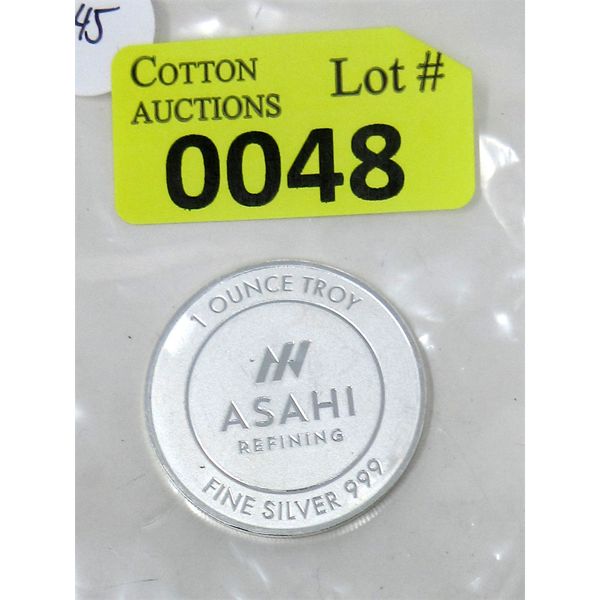 45
COTTON Lot #
AUCTIONS
0048
1 OUNCE TROY
ASAHI
REFINING
FINE SILVER 999